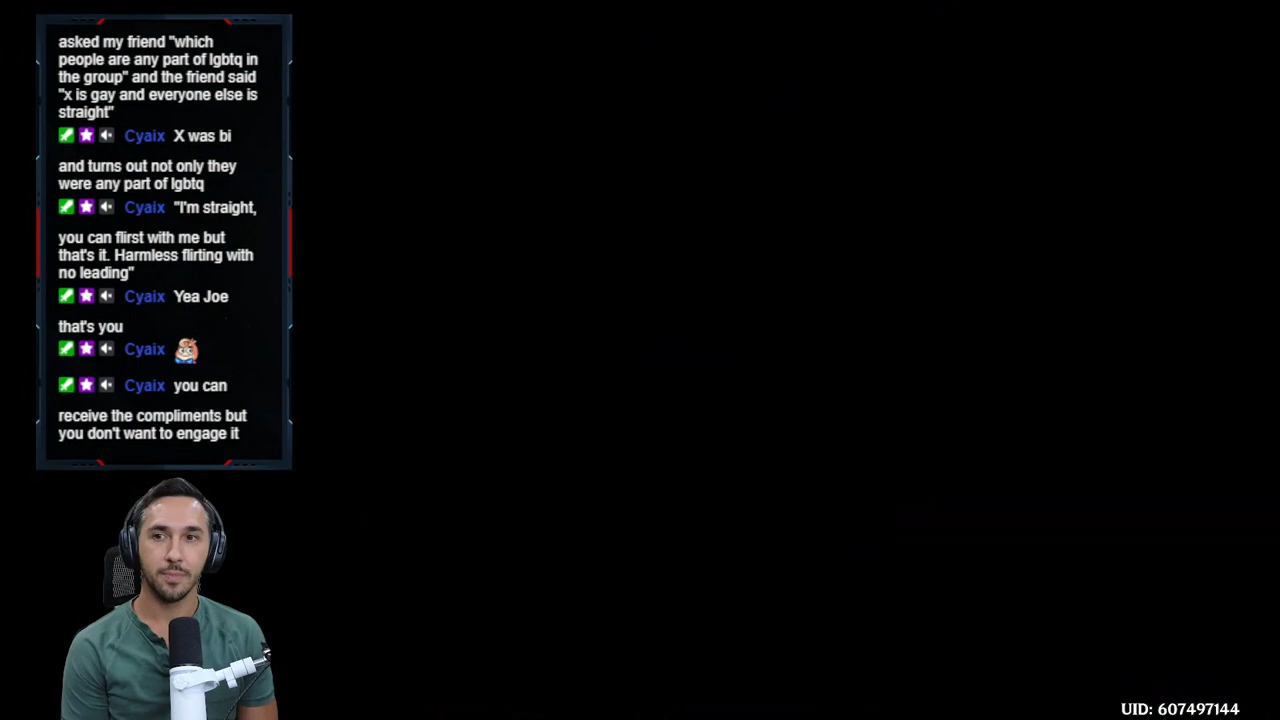 asked my friend "which
people are any part of lgbtq in
the group" and the friend said
"x is gay and everyone else is
straight"
Cyaix X was bi
and turns out not only they
were any part of lgbtq
Cyaix "I'm straight,
you can flirst with me but
that's it. Harmless flirting with
no leading"
Cyaix Yea Joe
that's you
Cyaix
Cyaix you can
receive the compliments but
you don't want to engage it
UID: 607497144